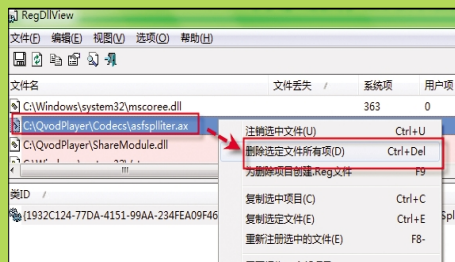 RegDllView
文件(F) 编辑(E) 视图(V) 选项(O) 帮助(H)
文件名 文件丢失 / 系统项 用户项
C:\Windows\system32\mscoree.dll 363 0
C:\QvodPlayer\Codecs\asfspliter.ax
C:\QvodPlayer\ShareModule.dll
注销选中文件(U) Ctrl+U
删除选定文件所有项(D) Ctrl+Del
为删除项目创建.Reg文件 F9
复制选中项目(C) Ctrl+C
复制选定文件(E) Ctrl+E
重新注册选中的文件(E) F8-
类ID /
{1932C124-77DA-4151-99AA-234FEA09F46
Spl